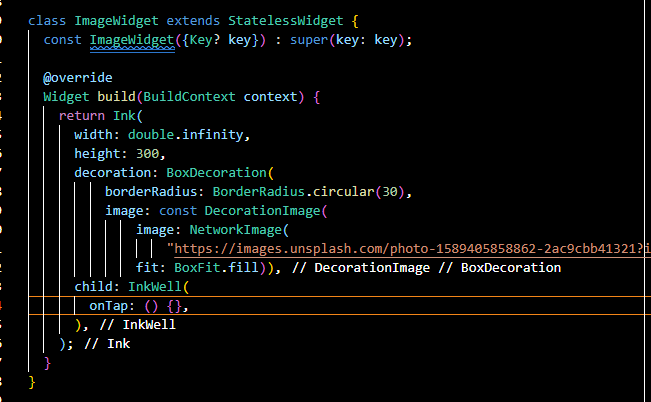 class ImageWidget extends StatelessWidget {
const ImageWidget({Key? key}) : super(key: key);
@override
Widget build(BuildContext context) {
return Ink(
width: double.infinity,
height: 300,
decoration: BoxDecoration(
borderRadius: BorderRadius.circular(30),
image: const DecorationImage(
image: NetworkImage(
"https://images.unsplash.com/photo-1589405858862-2ac9cbb41321?i
fit: BoxFit.fill)), // DecorationImage // BoxDecoration
child: InkWell(
onTap: () {},
), // InkWell
); // Ink
}
}